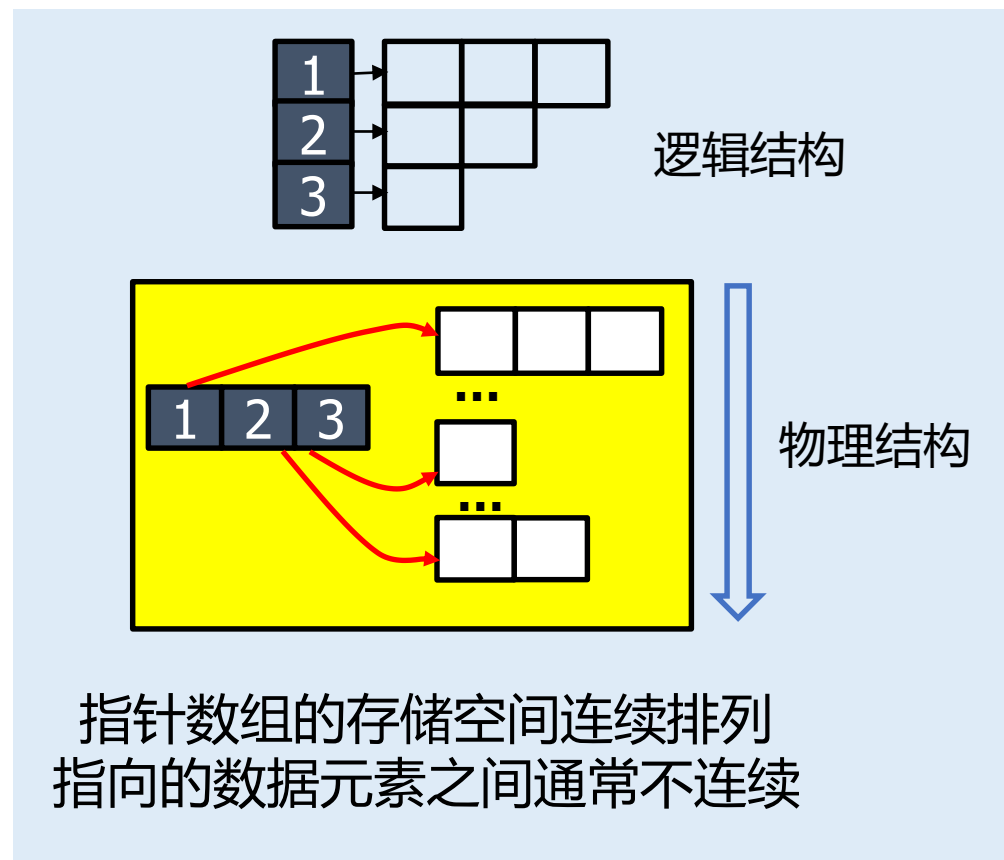 1
2
3
逻辑结构
1 2 3
...
...
物理结构
指针数组的存储空间连续排列
指向的数据元素之间通常不连续